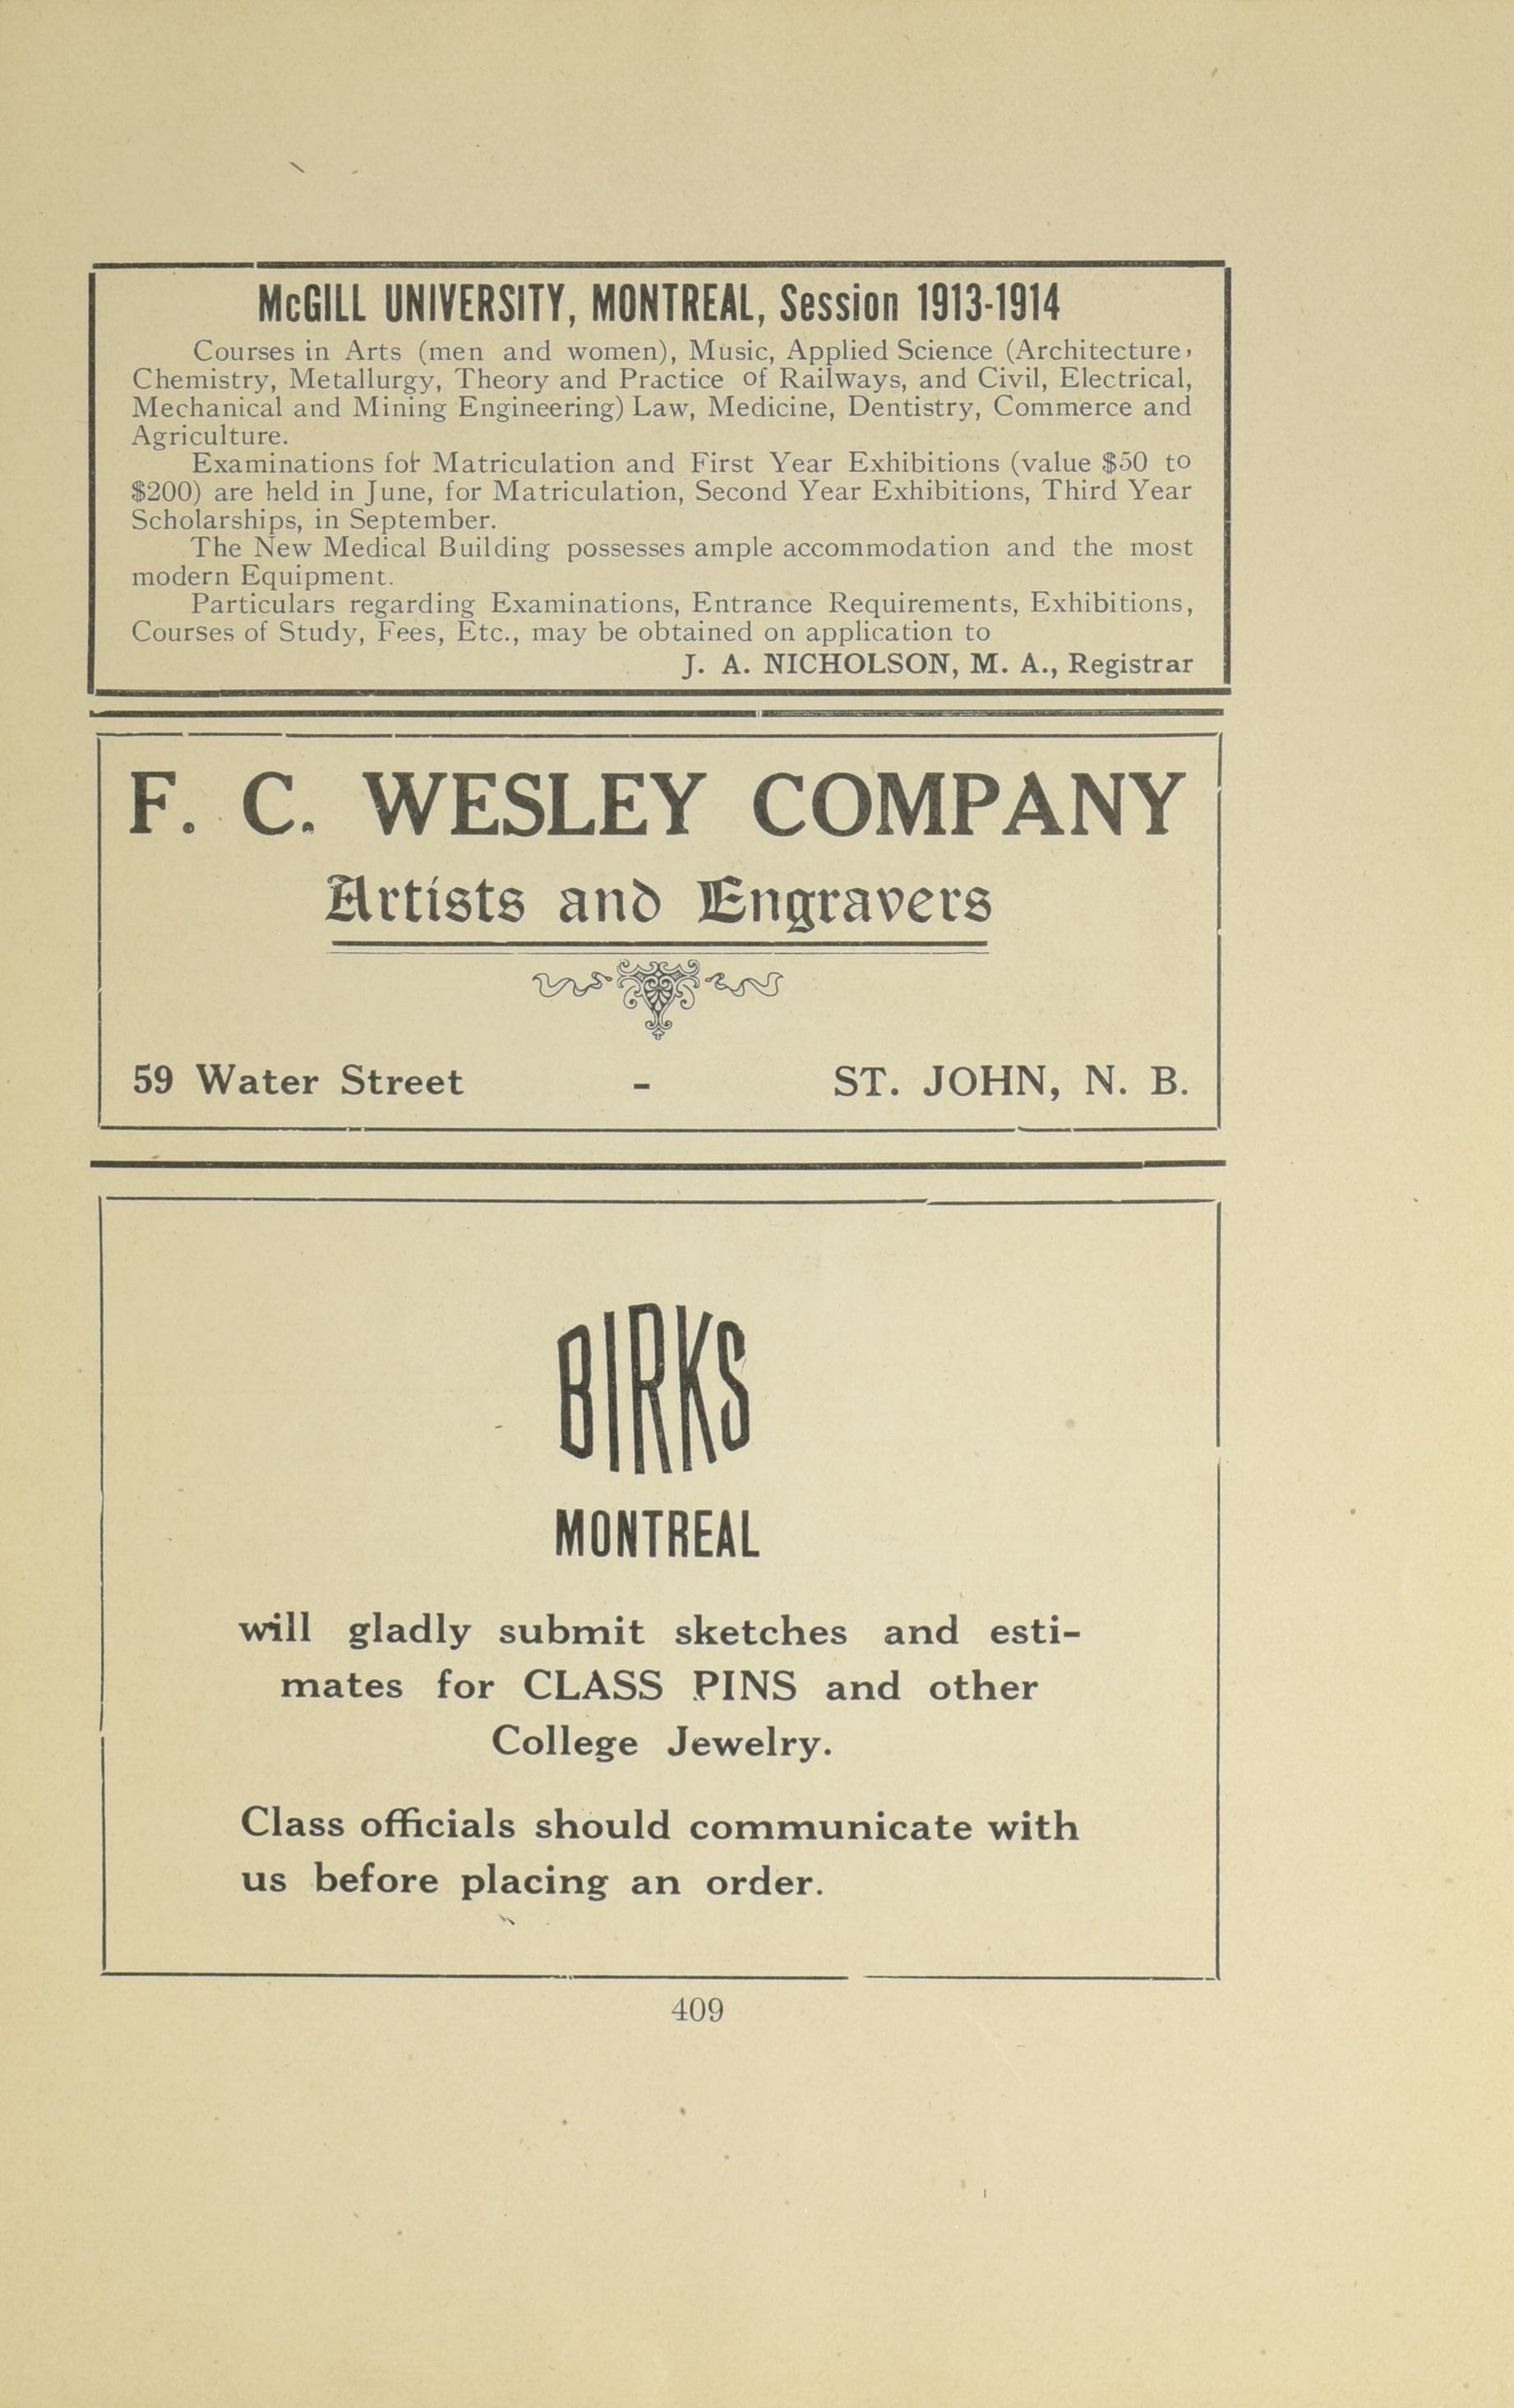 McGILL UNIVERSITY, MONTREAL, Session 1913-1914
Courses in Arts (men and women), Music, Applied Science (Architecture,
Chemistry, Metallurgy, Theory and Practice of Railways, and Civil, Electrical,
Mechanical and Mining Engineering) Law, Medicine, Dentistry, Commerce and
Agriculture.
Examinations for Matriculation and First Year Exhibitions (value $50 to
$200) are held in June, for Matriculation, Second Year Exhibitions, Third Year
Scholarships, in September.
The New Medical Building possesses ample accommodation and the most
modern Equipment.
Particulars regarding Examinations, Entrance Requirements, Exhibitions,
Courses of Study, Fees, Etc., may be obtained on application to
J. A. NICHOLSON, M. A., Registrar
F. C. WESLEY COMPANY
Artists and Engravers
59 Water Street - ST. JOHN, N. B.
BIRKS
MONTREAL
will gladly submit sketches and esti-
mates for CLASS PINS and other
College Jewelry.
Class officials should communicate with
us before placing an order.
409